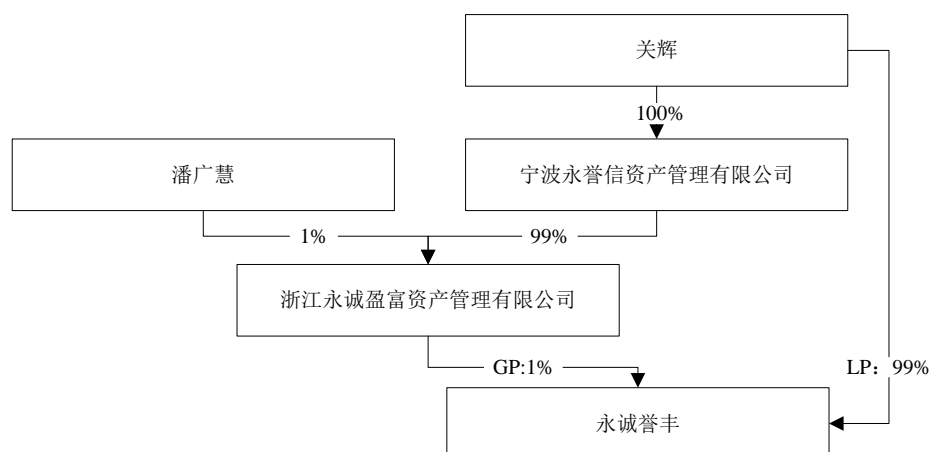 关辉
100%
潘广慧
宁波永誉信资产管理有限公司
1%
99%
浙江永诚盈富资产管理有限公司
GP:1%
LP：99%
永诚誉丰